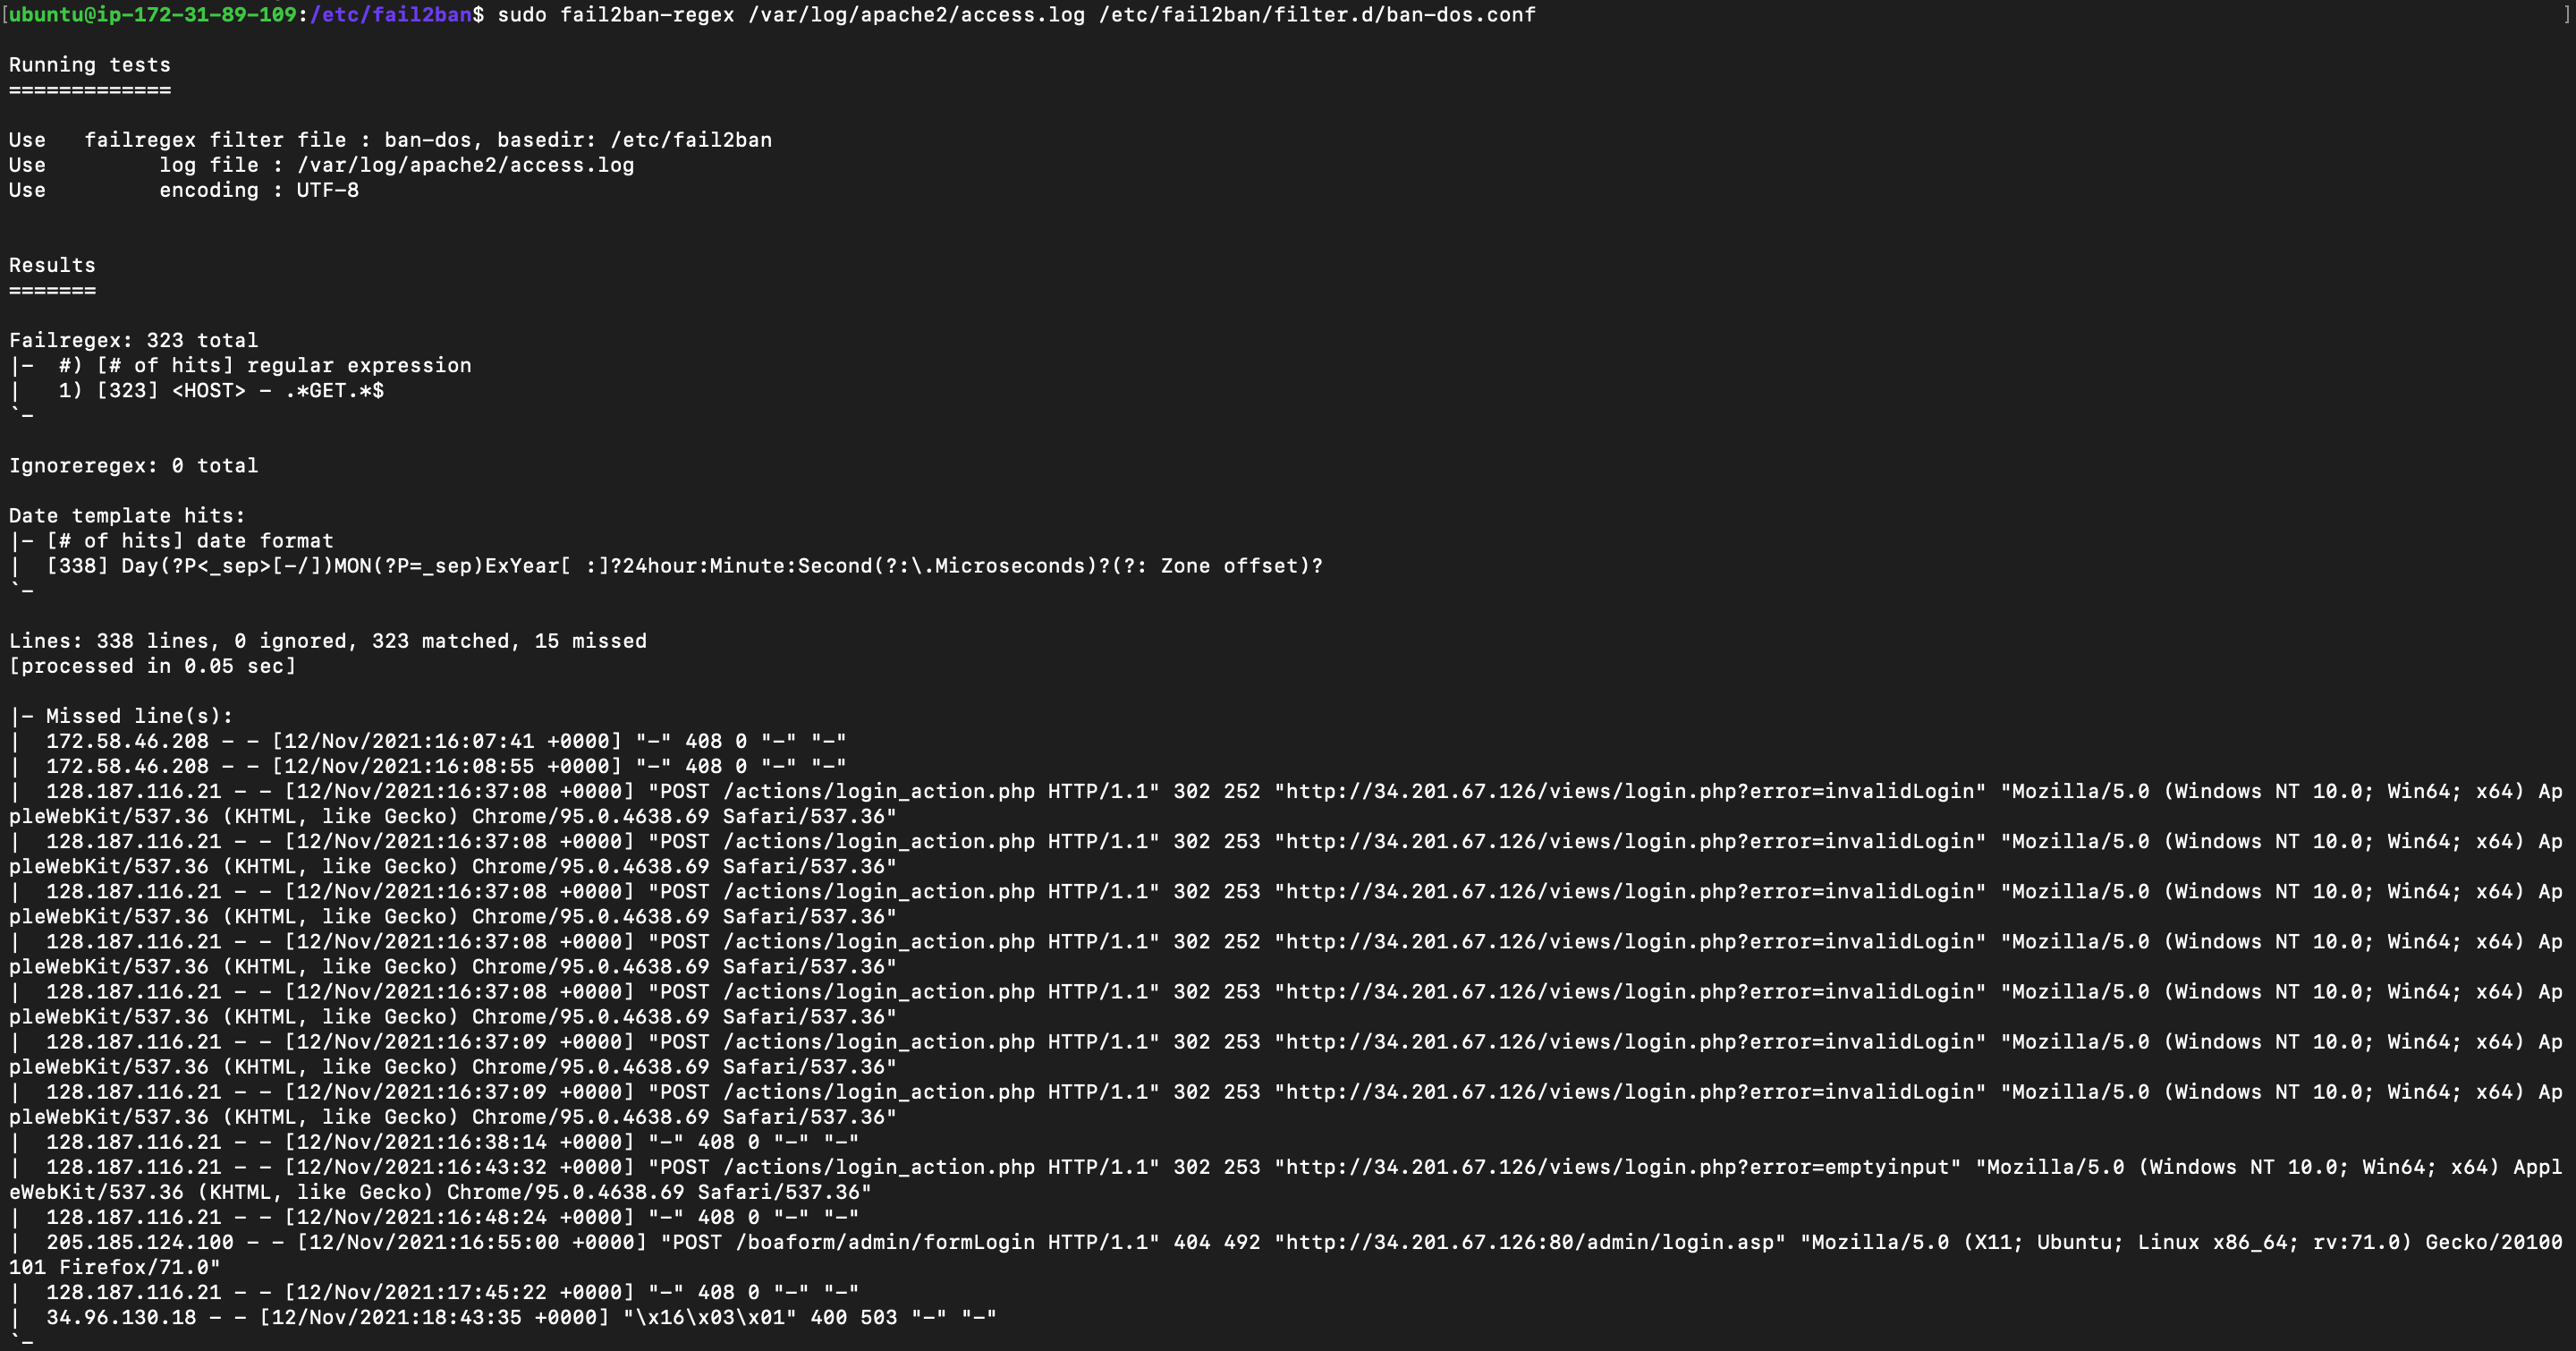 [ubuntu@ip-172-31-89-109:/etc/fail2ban$ sudo fail2ban-regex /var/log/apache2/access.log /etc/fail2ban/filter.d/ban-dos.conf ]
Running tests
=============
Use   failregex filter file : ban-dos, basedir: /etc/fail2ban
Use         log file : /var/log/apache2/access.log
Use         encoding : UTF-8
Results
=======
Failregex: 323 total
|-  #) [# of hits] regular expression
|   1) [323] <HOST> - .*GET.*$
`-
Ignoreregex: 0 total
Date template hits:
|- [# of hits] date format
|  [338] Day(?P<_sep>[-/])MON(?P=_sep)ExYear[ :]?24hour:Minute:Second(?:\.Microseconds)?(?: Zone offset)?
`-
Lines: 338 lines, 0 ignored, 323 matched, 15 missed
[processed in 0.05 sec]
|- Missed line(s):
|  172.58.46.208 - - [12/Nov/2021:16:07:41 +0000] "-" 408 0 "-" "-"
|  172.58.46.208 - - [12/Nov/2021:16:08:55 +0000] "-" 408 0 "-" "-"
|  128.187.116.21 - - [12/Nov/2021:16:37:08 +0000] "POST /actions/login_action.php HTTP/1.1" 302 252 "http://34.201.67.126/views/login.php?error=invalidLogin" "Mozilla/5.0 (Windows NT 10.0; Win64; x64) Ap
pleWebKit/537.36 (KHTML, like Gecko) Chrome/95.0.4638.69 Safari/537.36"
|  128.187.116.21 - - [12/Nov/2021:16:37:08 +0000] "POST /actions/login_action.php HTTP/1.1" 302 253 "http://34.201.67.126/views/login.php?error=invalidLogin" "Mozilla/5.0 (Windows NT 10.0; Win64; x64) Ap
pleWebKit/537.36 (KHTML, like Gecko) Chrome/95.0.4638.69 Safari/537.36"
|  128.187.116.21 - - [12/Nov/2021:16:37:08 +0000] "POST /actions/login_action.php HTTP/1.1" 302 253 "http://34.201.67.126/views/login.php?error=invalidLogin" "Mozilla/5.0 (Windows NT 10.0; Win64; x64) Ap
pleWebKit/537.36 (KHTML, like Gecko) Chrome/95.0.4638.69 Safari/537.36"
|  128.187.116.21 - - [12/Nov/2021:16:37:08 +0000] "POST /actions/login_action.php HTTP/1.1" 302 252 "http://34.201.67.126/views/login.php?error=invalidLogin" "Mozilla/5.0 (Windows NT 10.0; Win64; x64) Ap
pleWebKit/537.36 (KHTML, like Gecko) Chrome/95.0.4638.69 Safari/537.36"
|  128.187.116.21 - - [12/Nov/2021:16:37:08 +0000] "POST /actions/login_action.php HTTP/1.1" 302 253 "http://34.201.67.126/views/login.php?error=invalidLogin" "Mozilla/5.0 (Windows NT 10.0; Win64; x64) Ap
pleWebKit/537.36 (KHTML, like Gecko) Chrome/95.0.4638.69 Safari/537.36"
|  128.187.116.21 - - [12/Nov/2021:16:37:09 +0000] "POST /actions/login_action.php HTTP/1.1" 302 253 "http://34.201.67.126/views/login.php?error=invalidLogin" "Mozilla/5.0 (Windows NT 10.0; Win64; x64) Ap
pleWebKit/537.36 (KHTML, like Gecko) Chrome/95.0.4638.69 Safari/537.36"
|  128.187.116.21 - - [12/Nov/2021:16:37:09 +0000] "POST /actions/login_action.php HTTP/1.1" 302 253 "http://34.201.67.126/views/login.php?error=invalidLogin" "Mozilla/5.0 (Windows NT 10.0; Win64; x64) Ap
pleWebKit/537.36 (KHTML, like Gecko) Chrome/95.0.4638.69 Safari/537.36"
|  128.187.116.21 - - [12/Nov/2021:16:38:14 +0000] "-" 408 0 "-" "-"
|  128.187.116.21 - - [12/Nov/2021:16:43:32 +0000] "POST /actions/login_action.php HTTP/1.1" 302 253 "http://34.201.67.126/views/login.php?error=emptyinput" "Mozilla/5.0 (Windows NT 10.0; Win64; x64) Appl
eWebKit/537.36 (KHTML, like Gecko) Chrome/95.0.4638.69 Safari/537.36"
|  128.187.116.21 - - [12/Nov/2021:16:48:24 +0000] "-" 408 0 "-" "-"
|  205.185.124.100 - - [12/Nov/2021:16:55:00 +0000] "POST /boaform/admin/formLogin HTTP/1.1" 404 492 "http://34.201.67.126:80/admin/login.asp" "Mozilla/5.0 (X11; Ubuntu; Linux x86_64; rv:71.0) Gecko/20100
101 Firefox/71.0"
|  128.187.116.21 - - [12/Nov/2021:17:45:22 +0000] "-" 408 0 "-" "-"
|  34.96.130.18 - - [12/Nov/2021:18:43:35 +0000] "\x16\x03\x01" 400 503 "-" "-"
`-